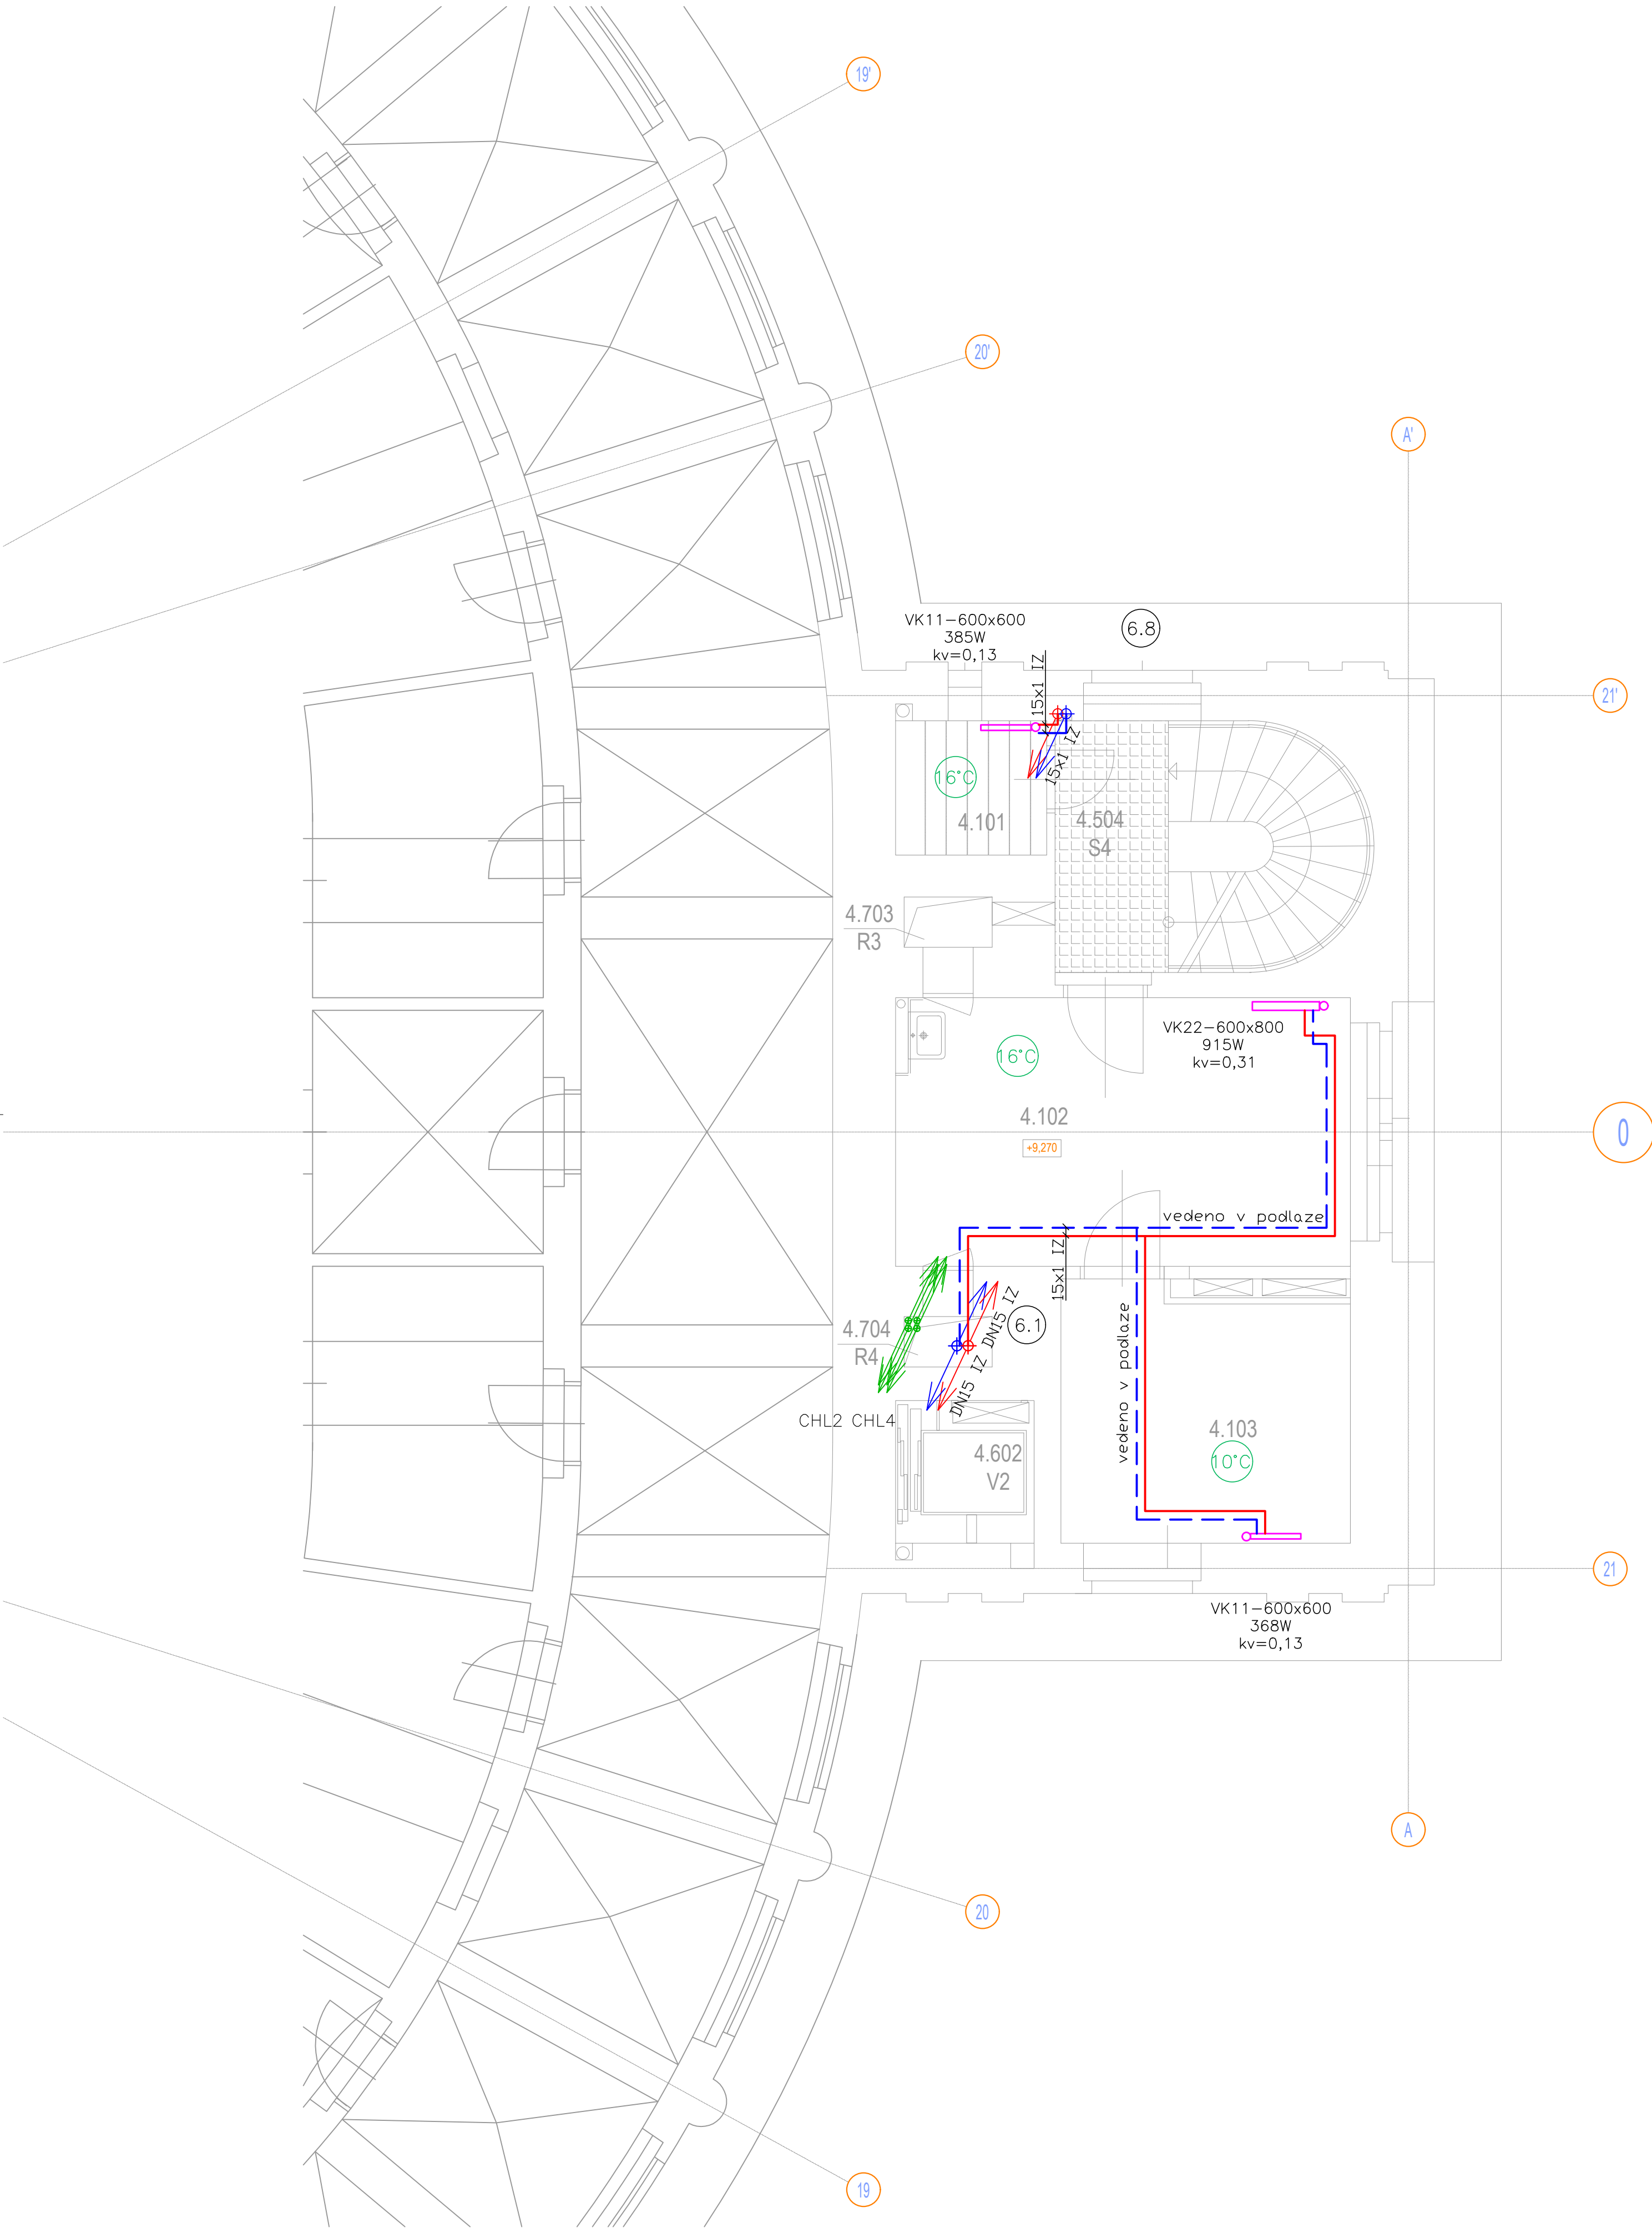 19'
20'
A'
VK11-600x600
385W
kv=0,13
6.8
15x1 IZ
21'
15x1 IZ
16°C
4.101
4.504
S4
4.703
R3
VK22-600x800
915W
kv=0,31
16°C
4.102
+9,270
0
vedeno v podlaze
15x1 IZ
DN15 IZ
6.1
4.704
R4
DN15 IZ
vedeno v podlaze
CHL2 CHL4
4.602
V2
4.103
10°C
21
VK11-600x600
368W
kv=0,13
A
20
19